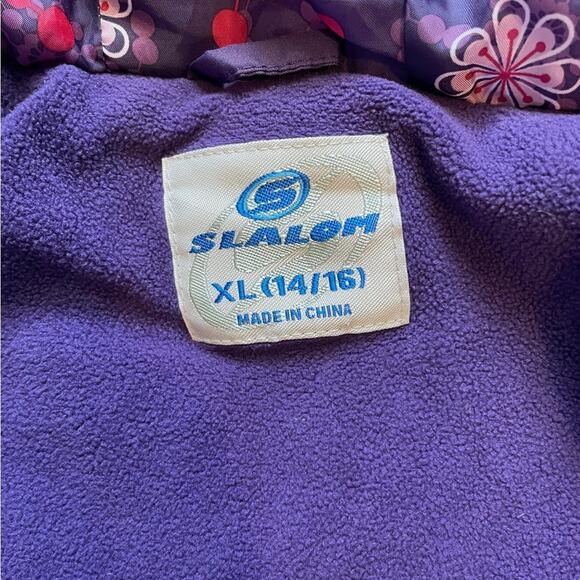 S
SLALOM
XL (14/16)
MADE IN CHINA